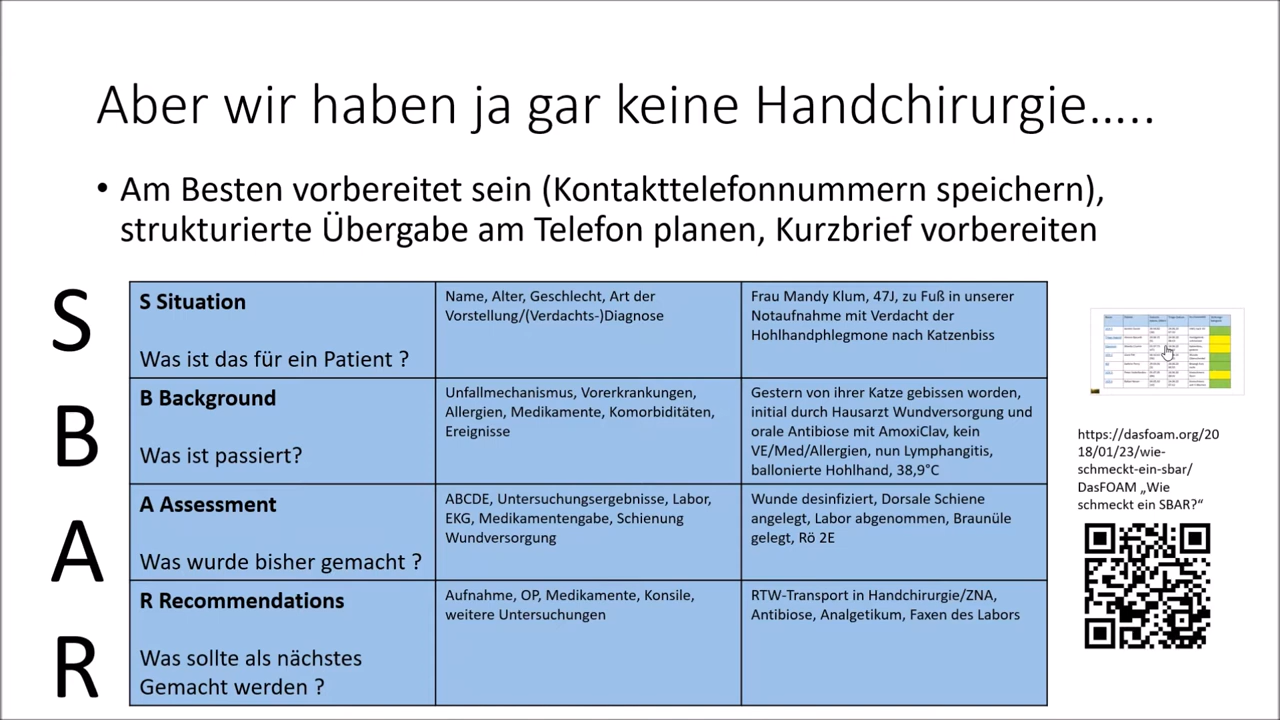 Aber wir haben ja gar keine Handchirurgie…..
• Am Besten vorbereitet sein (Kontakttelefonnummern speichern),
strukturierte Übergabe am Telefon planen, Kurzbrief vorbereiten
S
B
A
R
S Situation
Was ist das für ein Patient ?
Name, Alter, Geschlecht, Art der
Vorstellung/(Verdachts-)Diagnose
Frau Mandy Klum, 47J, zu Fuß in unserer
Notaufnahme mit Verdacht der
Hohlhandphlegmone nach Katzenbiss
B Background
Was ist passiert?
Unfallmechanismus, Vorerkrankungen,
Allergien, Medikamente, Komorbiditäten,
Ereignisse
Gestern von ihrer Katze gebissen worden,
initial durch Hausarzt Wundversorgung und
orale Antibiose mit AmoxiClav, kein
VE/Med/Allergien, nun Lymphangitis,
ballonierte Hohlhand, 38,9°C
A Assessment
Was wurde bisher gemacht ?
ABCDE, Untersuchungsergebnisse, Labor,
EKG, Medikamentengabe, Schienung
Wundversorgung
Wunde desinfiziert, Dorsale Schiene
angelegt, Labor abgenommen, Braunüle
gelegt, Rö 2E
R Recommendations
Was sollte als nächstes
Gemacht werden ?
Aufnahme, OP, Medikamente, Konsile,
weitere Untersuchungen
RTW-Transport in Handchirurgie/ZNA,
Antibiose, Analgetikum, Faxen des Labors
https://dasfoam.org/20
18/01/23/wie-
schmeckt-ein-sbar/
DasFOAM „Wie
schmeckt ein SBAR?“